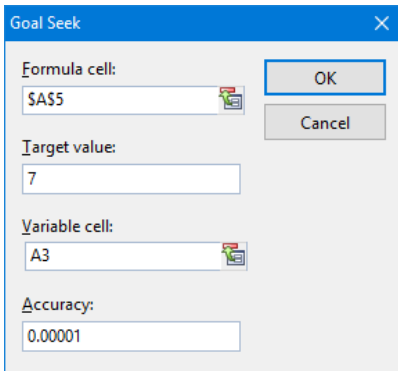 Goal Seek
Formula cell:
$A$5
OK
Cancel
Target value:
7
Variable cell:
A3
Accuracy:
0.00001